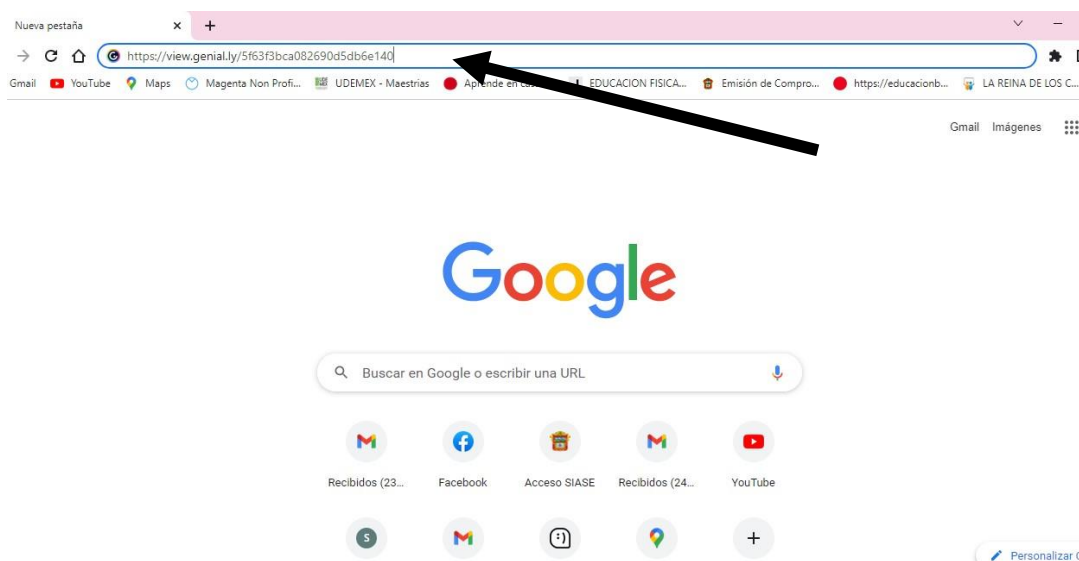 Nueva pestaña
https://view.genial.ly/5f63f3bca082690d5db6e140
Gmail YouTube Maps Magenta Non Profi... UDEMEX - Maestrias Aprende en EDUCACION FISICA... Emisión de Compro... https://educacionb... LA REINA DE LOS C...
Gmail Imágenes
Google
Buscar en Google o escribir una URL
Recibidos (23... Facebook Acceso SIASE Recibidos (24... YouTube
S
Personalizar